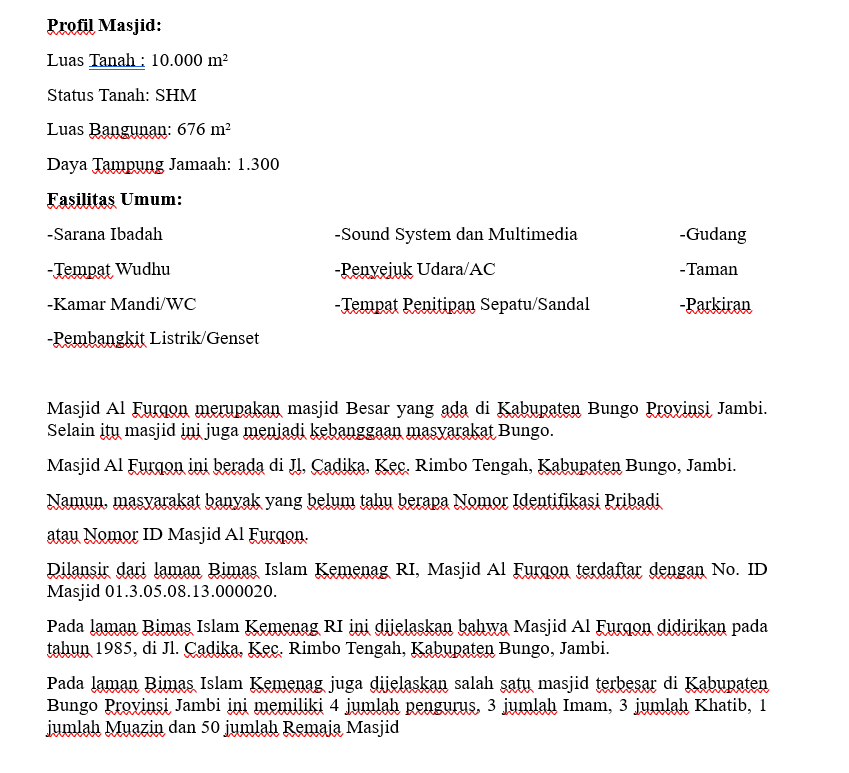 Profil Masjid:
Luas Tanah : 10.000 m²
Status Tanah: SHM
Luas Bangunan: 676 m²
Daya Tampung Jamaah: 1.300
Fasilitas Umum:
-Sarana Ibadah -Sound System dan Multimedia -Gudang
-Tempat Wudhu -Penyejuk Udara/AC -Taman
-Kamar Mandi/WC -Tempat Penitipan Sepatu/Sandal -Parkiran
-Pembangkit Listrik/Genset
Masjid Al Furqon merupakan masjid Besar yang ada di Kabupaten Bungo Provinsi Jambi.
Selain itu masjid ini juga menjadi kebanggaan masyarakat Bungo.
Masjid Al Furqon ini berada di Jl, Cadika, Kec. Rimbo Tengah, Kabupaten Bungo, Jambi.
Namun, masyarakat banyak yang belum tahu berapa Nomor Identifikasi Pribadi
atau Nomor ID Masjid Al Furqon.
Dilansir dari laman Bimas Islam Kemenag RI, Masjid Al Furqon terdaftar dengan No. ID
Masjid 01.3.05.08.13.000020.
Pada laman Bimas Islam Kemenag RI ini dijelaskan bahwa Masjid Al Furqon didirikan pada
tahun 1985, di Jl. Cadika, Kec. Rimbo Tengah, Kabupaten Bungo, Jambi.
Pada laman Bimas Islam Kemenag juga dijelaskan salah satu masjid terbesar di Kabupaten
Bungo Provinsi Jambi ini memiliki 4 jumlah pengurus, 3 jumlah Imam, 3 jumlah Khatib, 1
jumlah Muazin dan 50 jumlah Remaja Masjid